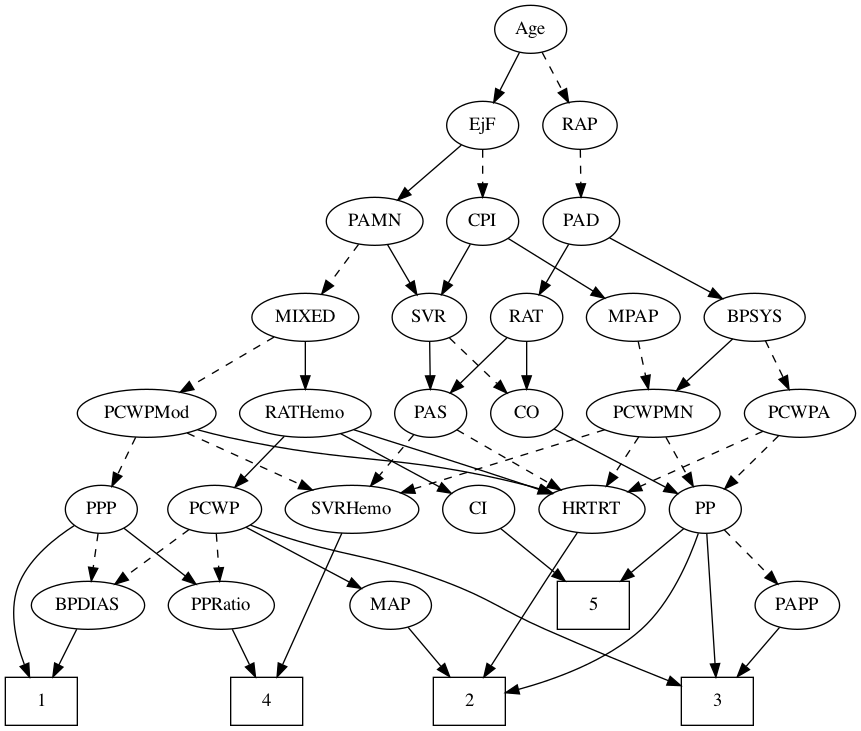 Age
EjF RAP
PAMN CPI PAD
MIXED SVR RAT MPAP BPSYS
PCWPMod RATHemo PAS CO PCWPMN PCWPA
PPP PCWP SVRHemo CI HRTRT PP
BPDIAS PPRatio MAP 5 PAPP
1 4 2 3